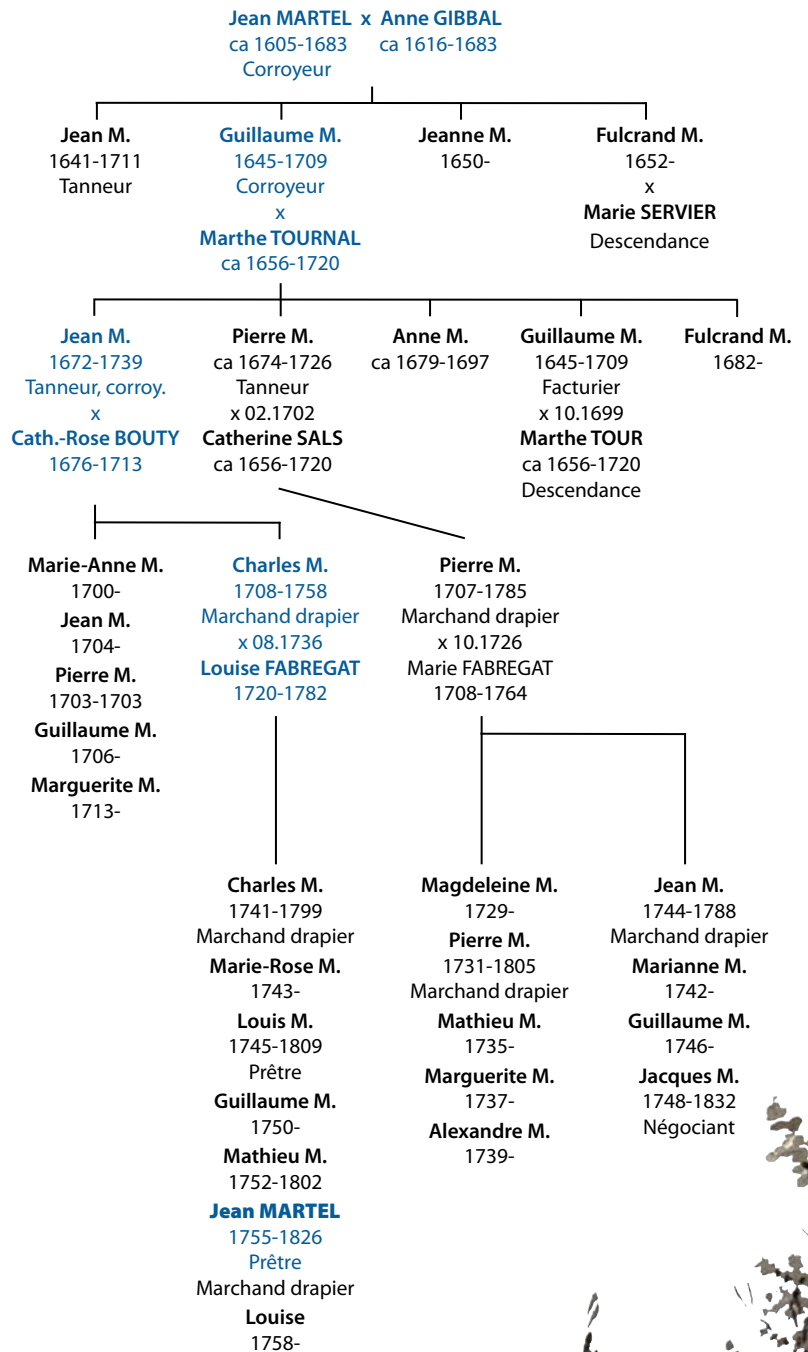 Jean MARTEL x Anne GIBBAL
ca 1605-1683 ca 1616-1683
Corroyeur
Jean M.
1641-1711
Tanneur
Guillaume M.
1645-1709
Corroyeur
x
Marthe TOURNAL
ca 1656-1720
Jeanne M.
1650-
Fulcrand M.
1652-
x
Marie SERVIER
Descendance
Jean M.
1672-1739
Tanneur, corroy.
x
Cath.-Rose BOUTY
1676-1713
Pierre M.
ca 1674-1726
Tanneur
x 02.1702
Catherine SALS
ca 1656-1720
Anne M.
ca 1679-1697
Guillaume M.
1645-1709
Facturier
x 10.1699
Marthe TOUR
ca 1656-1720
Descendance
Fulcrand M.
1682-
Marie-Anne M.
1700-
Jean M.
1704-
Pierre M.
1703-1703
Guillaume M.
1706-
Marguerite M.
1713-
Charles M.
1708-1758
Marchand drapier
x 08.1736
Louise FABREGAT
1720-1782
Pierre M.
1707-1785
Marchand drapier
x 10.1726
Marie FABREGAT
1708-1764
Charles M.
1741-1799
Marchand drapier
Marie-Rose M.
1743-
Louis M.
1745-1809
Prêtre
Guillaume M.
1750-
Mathieu M.
1752-1802
Jean MARTEL
1755-1826
Prêtre
Marchand drapier
Louise
1758-
Magdeleine M.
1729-
Pierre M.
1731-1805
Marchand drapier
Mathieu M.
1735-
Marguerite M.
1737-
Alexandre M.
1739-
Jean M.
1744-1788
Marchand drapier
Marianne M.
1742-
Guillaume M.
1746-
Jacques M.
1748-1832
Négociant